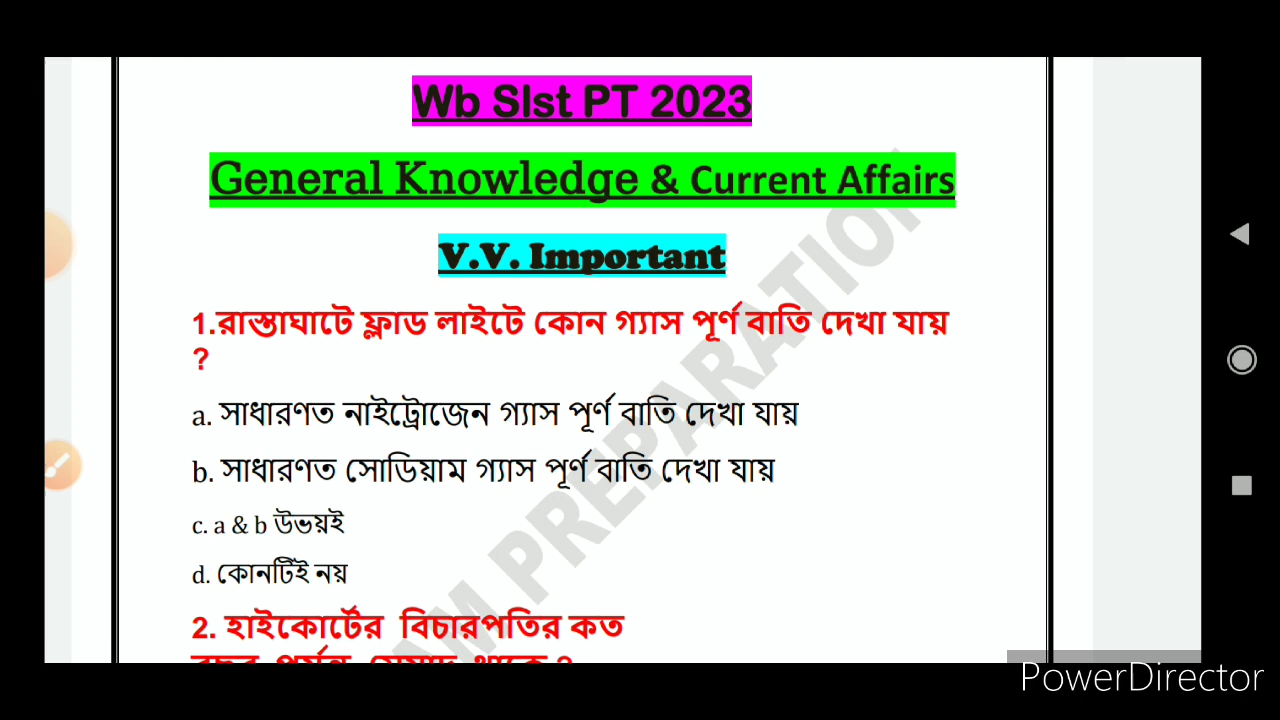 Wb Slst PT 2023
General Knowledge & Current Affairs
V.V. Important
1.রাস্তাঘাটে ফ্লাড লাইটে কোন গ্যাস পূর্ণ বাতি দেখা যায়
?
a. সাধারণত নাইট্রোজেন গ্যাস পূর্ণ বাতি দেখা যায়
b. সাধারণত সোডিয়াম গ্যাস পূর্ণ বাতি দেখা যায়
c. a & b উভয়ই
d. কোনটিই নয়
2. হাইকোর্টের বিচারপতির কত
PREPARATION
PowerDirector